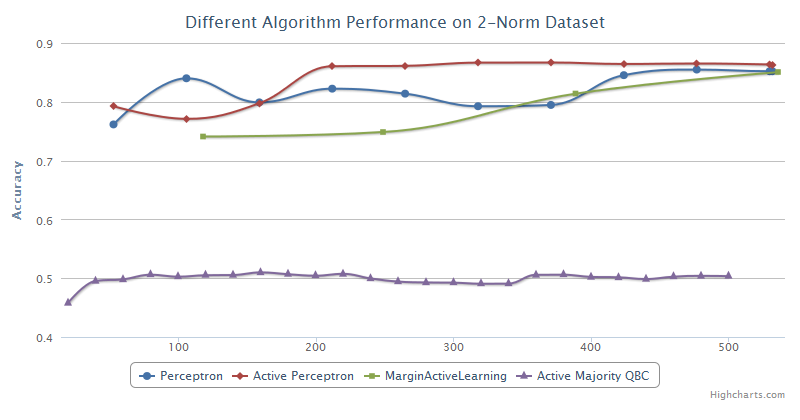 Different Algorithm Performance on 2-Norm Dataset
0.9
0.8
0.7
0.6
0.5
0.4
Accuracy
100 200 300 400 500
Perceptron Active Perceptron MarginActiveLearning Active Majority QBC
Highcharts.com